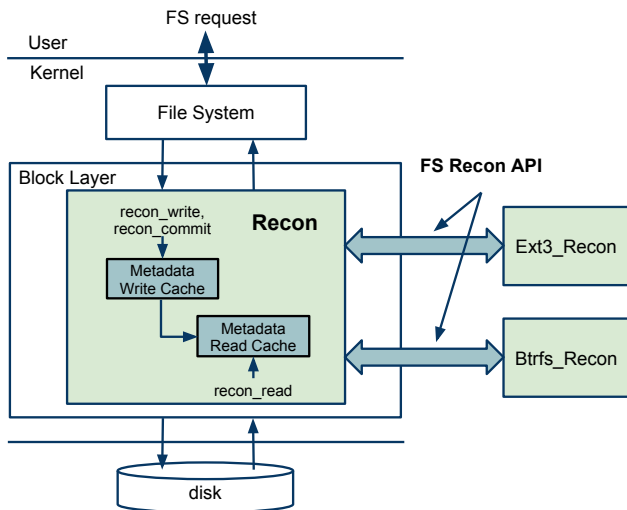 FS request
User
Kernel
File System
Block Layer
FS Recon API
recon_write,
recon_commit
Recon
Ext3_Recon
Metadata
Write Cache
Metadata
Read Cache
Btrfs_Recon
recon_read
disk